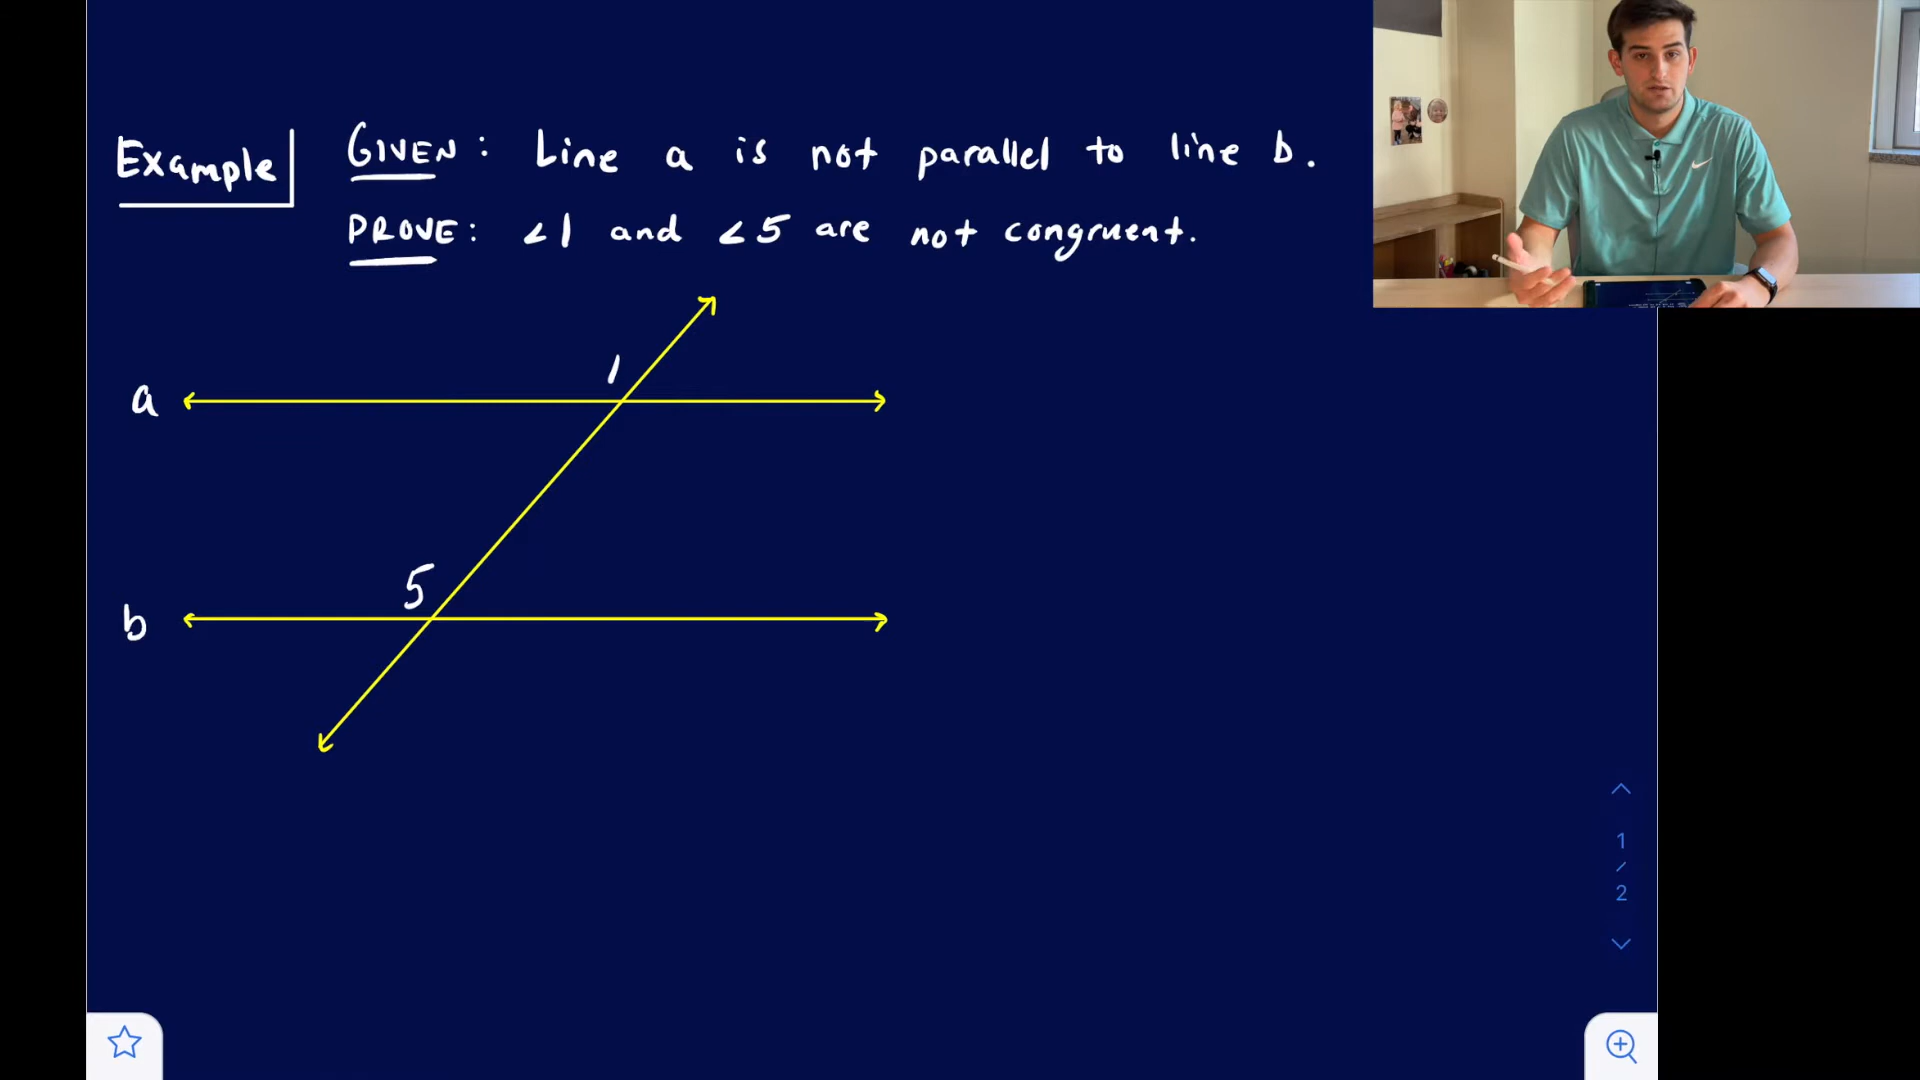 Example
GIVEN: Line a is not parallel to line b.
PROVE: ∠1 and ∠5 are not congruent.
1
a
5
b
1
/
2